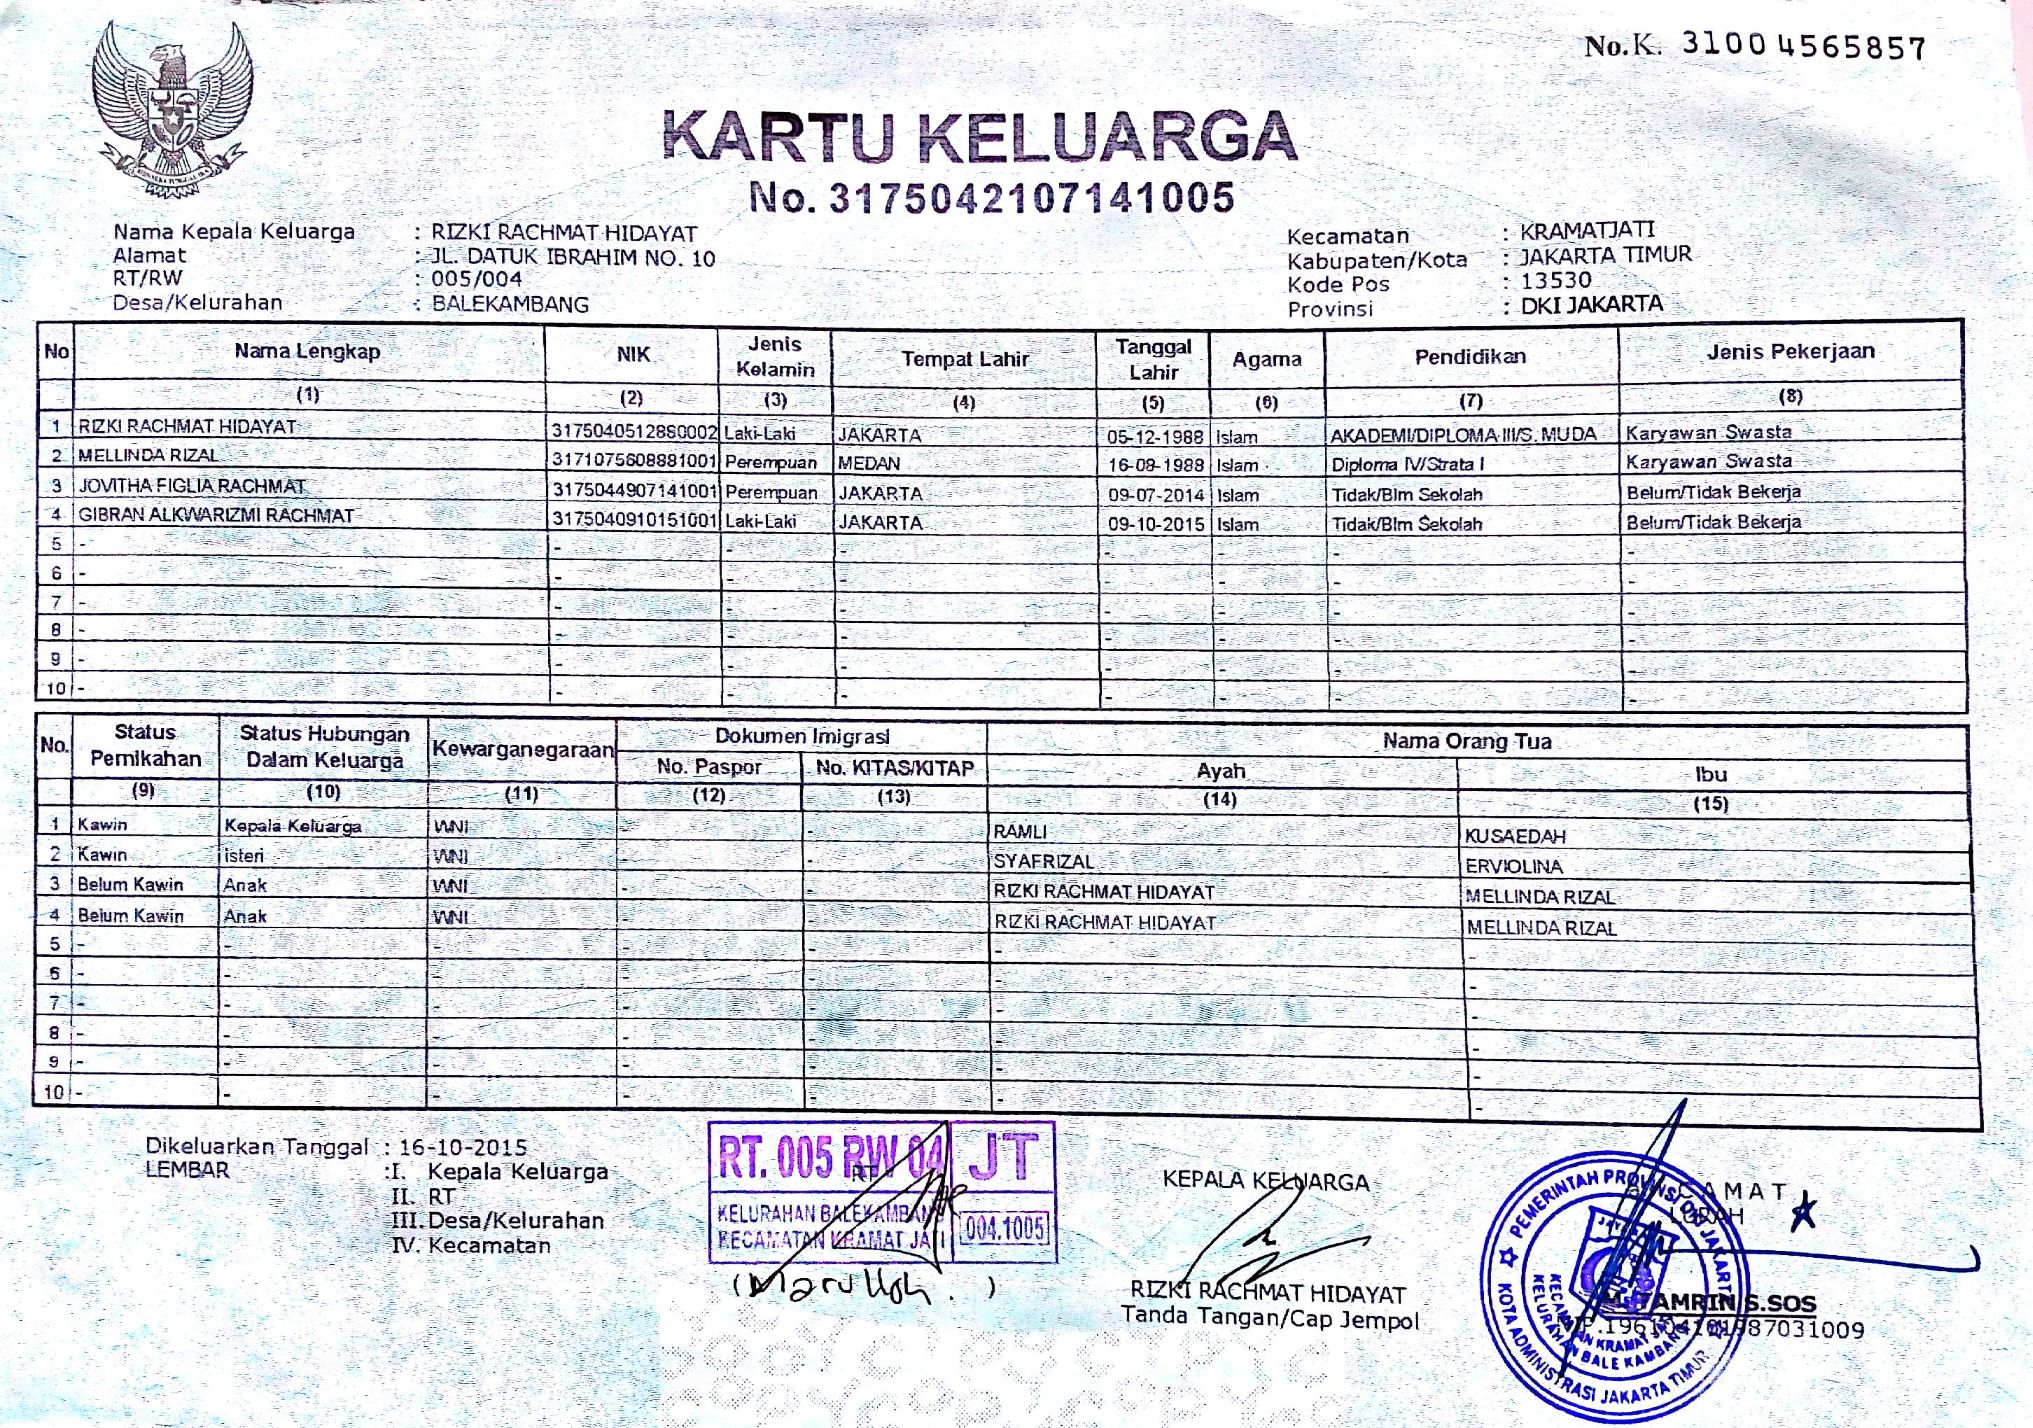 No.K. 3100 4565857
KARTU KELUARGA
No. 3175042107141005
Nama Kepala Keluarga : RIZKI RACHMAT HIDAYAT
Alamat : JL. DATUK IBRAHIM NO. 10
RT/RW : 005/004
Desa/Kelurahan : BALEKAMBANG
Kecamatan : KRAMATJATI
Kabupaten/Kota : JAKARTA TIMUR
Kode Pos : 13530
Provinsi : DKI JAKARTA
No Nama Lengkap NIK Jenis Kelamin Tempat Lahir Tanggal Lahir Agama Pendidikan Jenis Pekerjaan
(1) (2) (3) (4) (5) (6) (7) (8)
1 RIZKI RACHMAT HIDAYAT 3175040512880002 Laki-Laki JAKARTA 05-12-1988 Islam AKADEMI/DIPLOMA III/S. MUDA Karyawan Swasta
2 MELLINDA RIZAL 3171075608881001 Perempuan MEDAN 16-08-1988 Islam Diploma IV/Strata I Karyawan Swasta
3 JOVITHA FIGLIA RACHMAT 3175044907141001 Perempuan JAKARTA 09-07-2014 Islam Tidak/Blm Sekolah Belum/Tidak Bekerja
4 GIBRAN ALKWARIZMI RACHMAT 3175040910151001 Laki-Laki JAKARTA 09-10-2015 Islam Tidak/Blm Sekolah Belum/Tidak Bekerja
5 - - - - - - - -
6 - - - - - - - -
7 - - - - - - - -
8 - - - - - - - -
9 - - - - - - - -
10 - - - - - - - -
No. Status Pernikahan Status Hubungan Dalam Keluarga Kewarganegaraan Dokumen Imigrasi Nama Orang Tua
No. Paspor No. KITAS/KITAP Ayah Ibu
(9) (10) (11) (12) (13) (14) (15)
1 Kawin Kepala Keluarga WNI - - RAMLI KUSAEDAH
2 Kawin isteri WNI - - SYAFRIZAL ERVIOLINA
3 Belum Kawin Anak WNI - - RIZKI RACHMAT HIDAYAT MELLINDA RIZAL
4 Belum Kawin Anak WNI - - RIZKI RACHMAT HIDAYAT MELLINDA RIZAL
5 - - - - - - -
6 - - - - - - -
7 - - - - - - -
8 - - - - - - -
9 - - - - - - -
10 - - - - - - -
Dikeluarkan Tanggal : 16-10-2015
LEMBAR :I. Kepala Keluarga
II. RT
III. Desa/Kelurahan
IV. Kecamatan
RT. 005 RW 04 JT
RT
KELURAHAN BALEKAMBANG
KECAMATAN KRAMAT JATI 004.1005
KEPALA KELUARGA
RIZKI RACHMAT HIDAYAT
Tanda Tangan/Cap Jempol
CAMAT
LURAH
PEMERINTAH PROVINSI DKI JAKARTA
KOTA ADMINISTRASI JAKARTA TIMUR
KECAMATAN KRAMAT JATI
KELURAHAN BALE KAMBANG
TAMRIN S.SOS